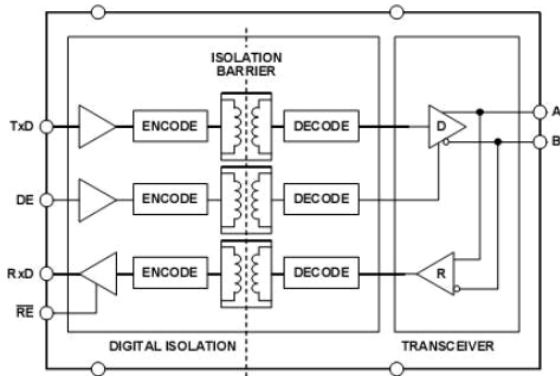 ISOLATION
BARRIER
A
TxD
ENCODE
DECODE
D
B
DE
ENCODE
DECODE
RxD
ENCODE
DECODE
R
RE
DIGITAL ISOLATION
TRANSCEIVER